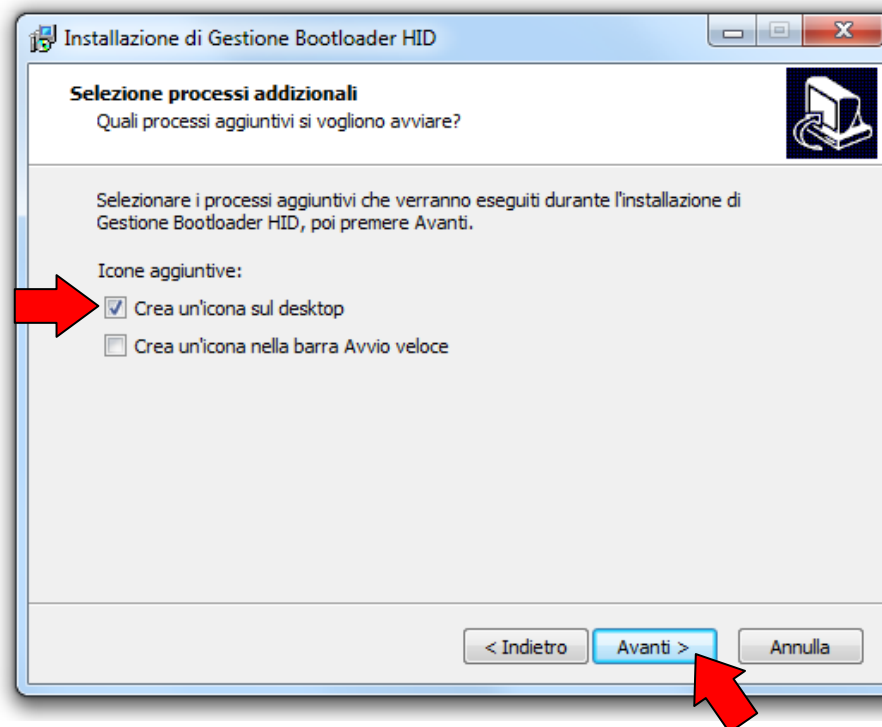 Installazione di Gestione Bootloader HID
Selezione processi addizionali
Quali processi aggiuntivi si vogliono avviare?
Selezionare i processi aggiuntivi che verranno eseguiti durante l'installazione di
Gestione Bootloader HID, poi premere Avanti.
Icone aggiuntive:
Crea un'icona sul desktop
Crea un'icona nella barra Avvio veloce
< Indietro Avanti > Annulla